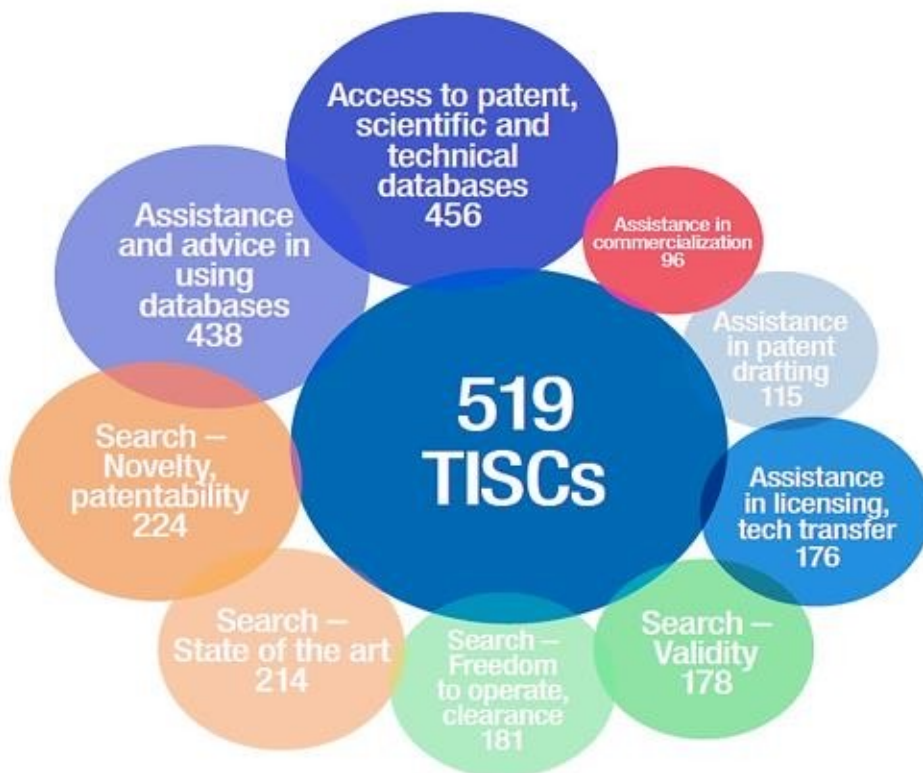 Access to patent,
scientific and
technical
databases
456
Assistance
and advice in
using
databases
438
Assistance in
commercialization
96
Assistance
in patent
drafting
115
519
TISCs
Search –
Novelty,
patentability
224
Assistance
in licensing,
tech transfer
176
Search –
State of the art
214
Search –
Freedom
to operate,
clearance
181
Search –
Validity
178